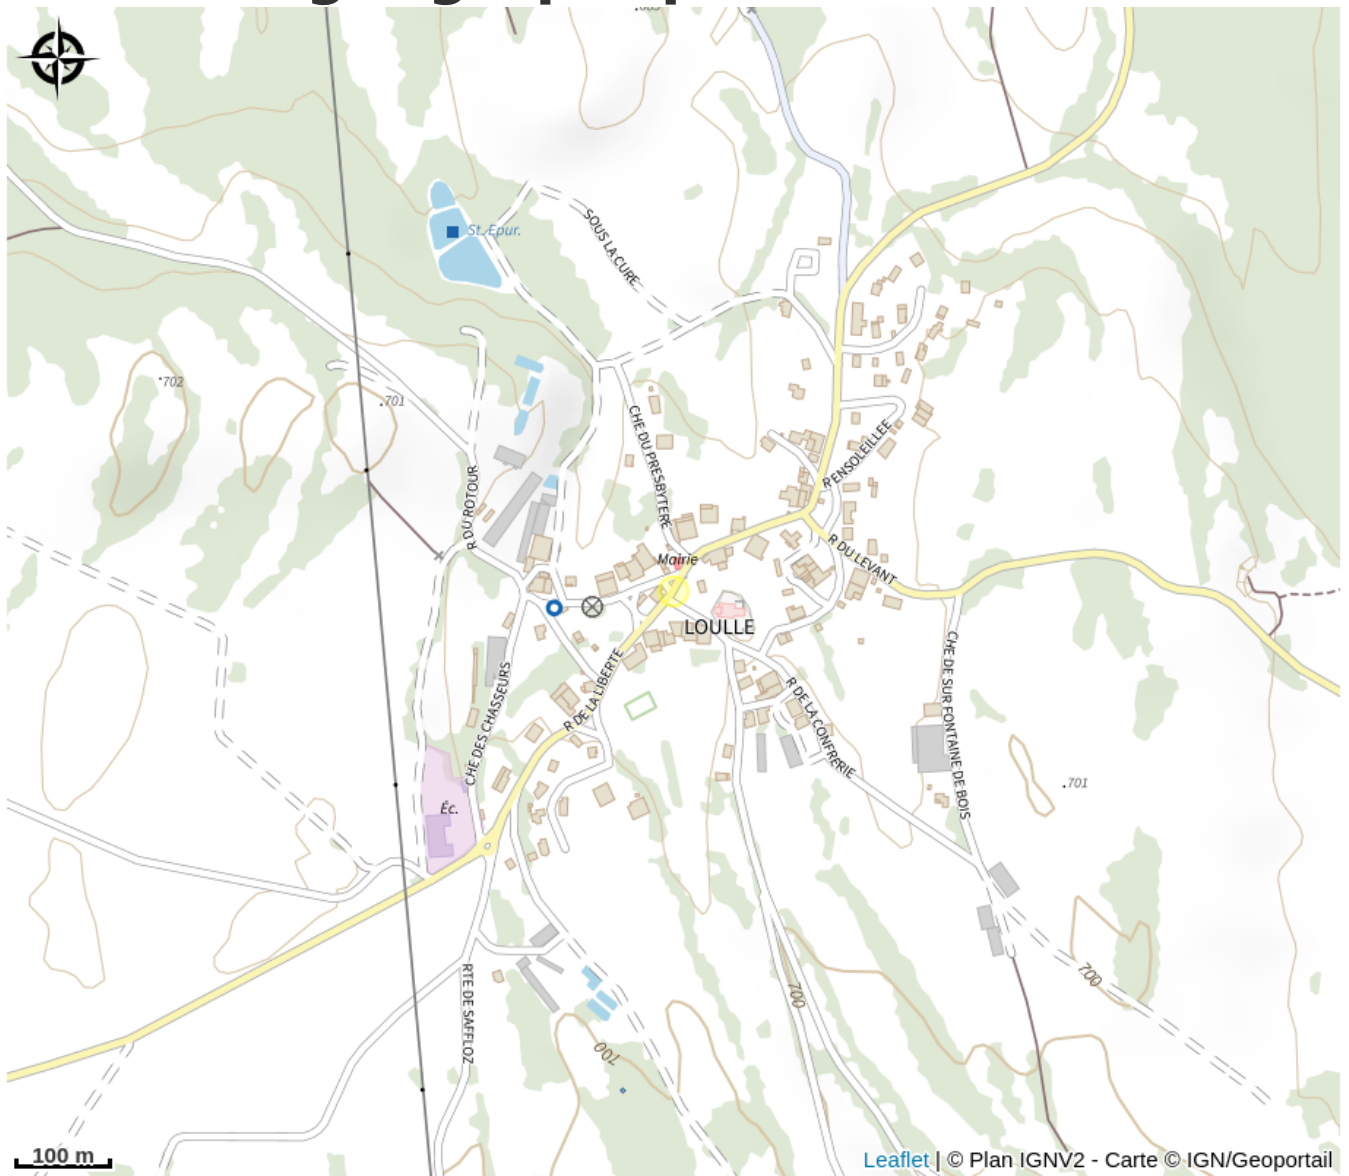 St. Epur.
SOUS LA CURE
702
701
CHE DU PRESBYTERE
R ENSOLEILLEE
R DU ROTOUR
Mairie
R DU LEVANT
LOULLE
CHE DES CHASSEURS
R DE LA LIBERTE
R DE LA CONFRERIE
CHE DE SUR FONTAINE DE BOIS
701
Éc.
RTE DE SAFFLOZ
700
700
700
100 m
Leaflet | © Plan IGNV2 - Carte © IGN/Geoportail